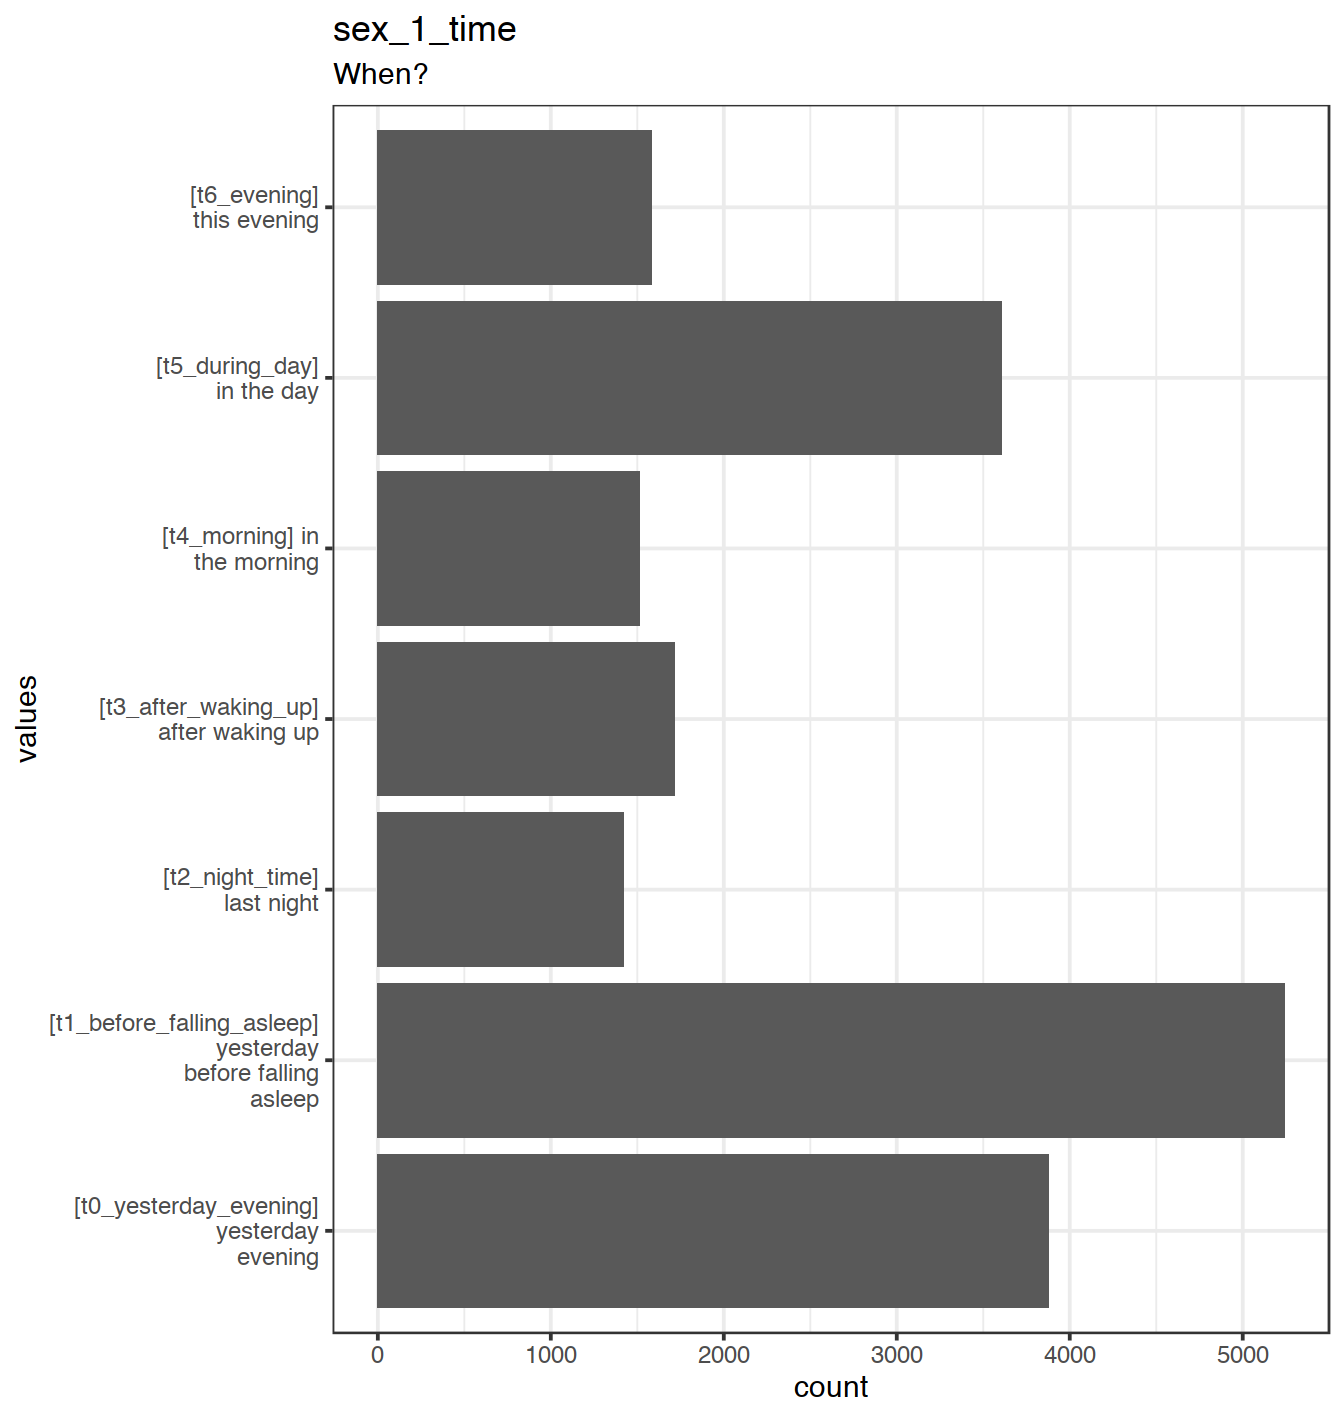 sex_1_time
When?
[t6_evening]
this evening
[t5_during_day]
in the day
[t4_morning] in
the morning
[t3_after_waking_up]
after waking up
[t2_night_time]
last night
[t1_before_falling_asleep]
yesterday
before falling
asleep
[t0_yesterday_evening]
yesterday
evening
values
0 1000 2000 3000 4000 5000
count